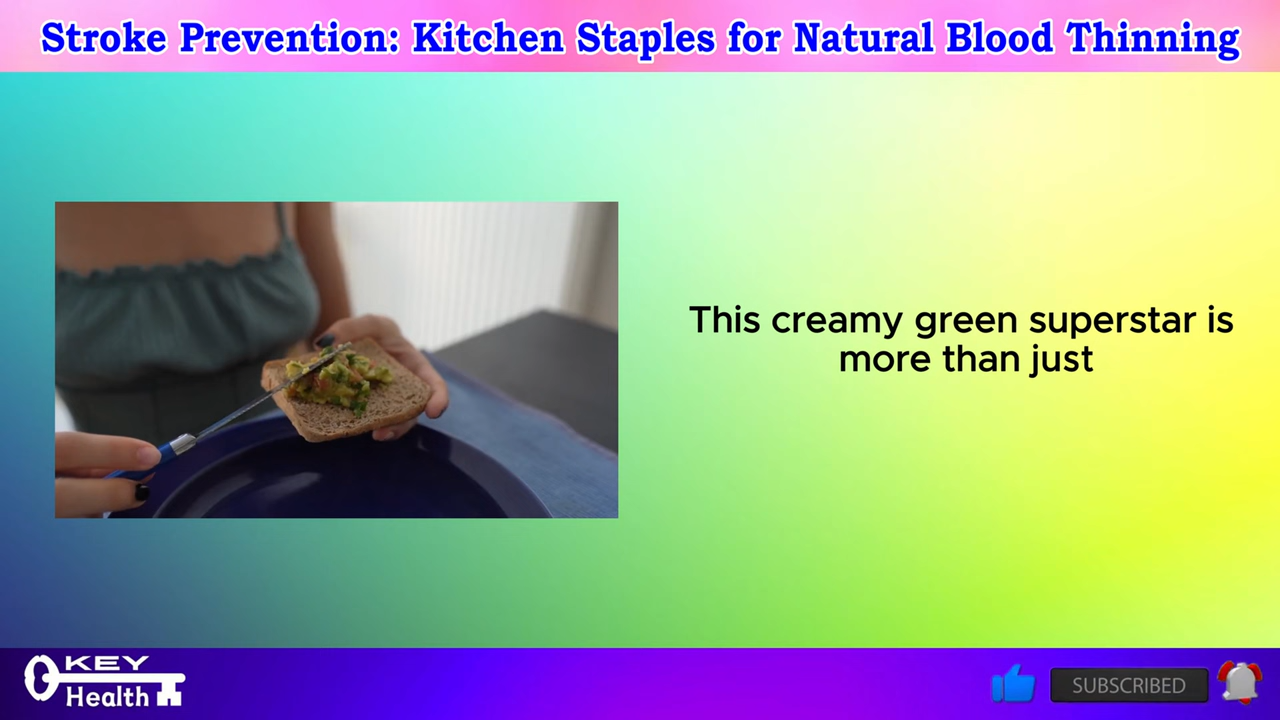 Stroke Prevention: Kitchen Staples for Natural Blood Thinning
This creamy green superstar is
more than just
KEY
Health
SUBSCRIBED